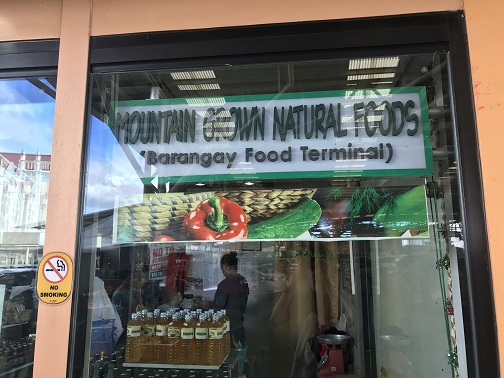 MOUNTAIN GROWN NATURAL FOODS
(Barangay Food Terminal)
NO
SMOKING